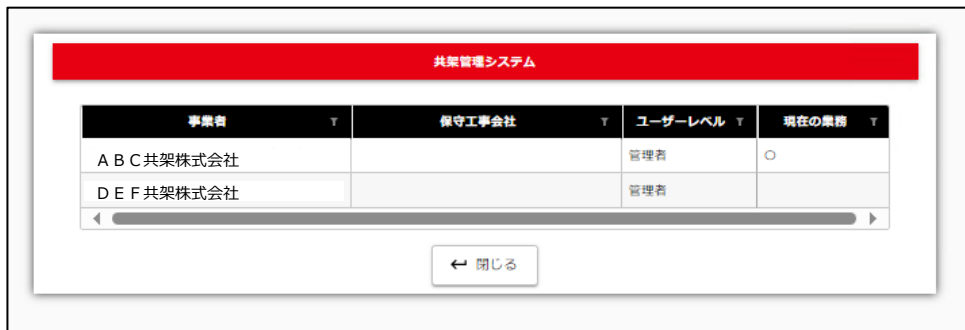 共架管理システム
事業者 保守工事会社 ユーザーレベル 現在の業務
ＡＢＣ共架株式会社 管理者 ○
ＤＥＦ共架株式会社 管理者
閉じる